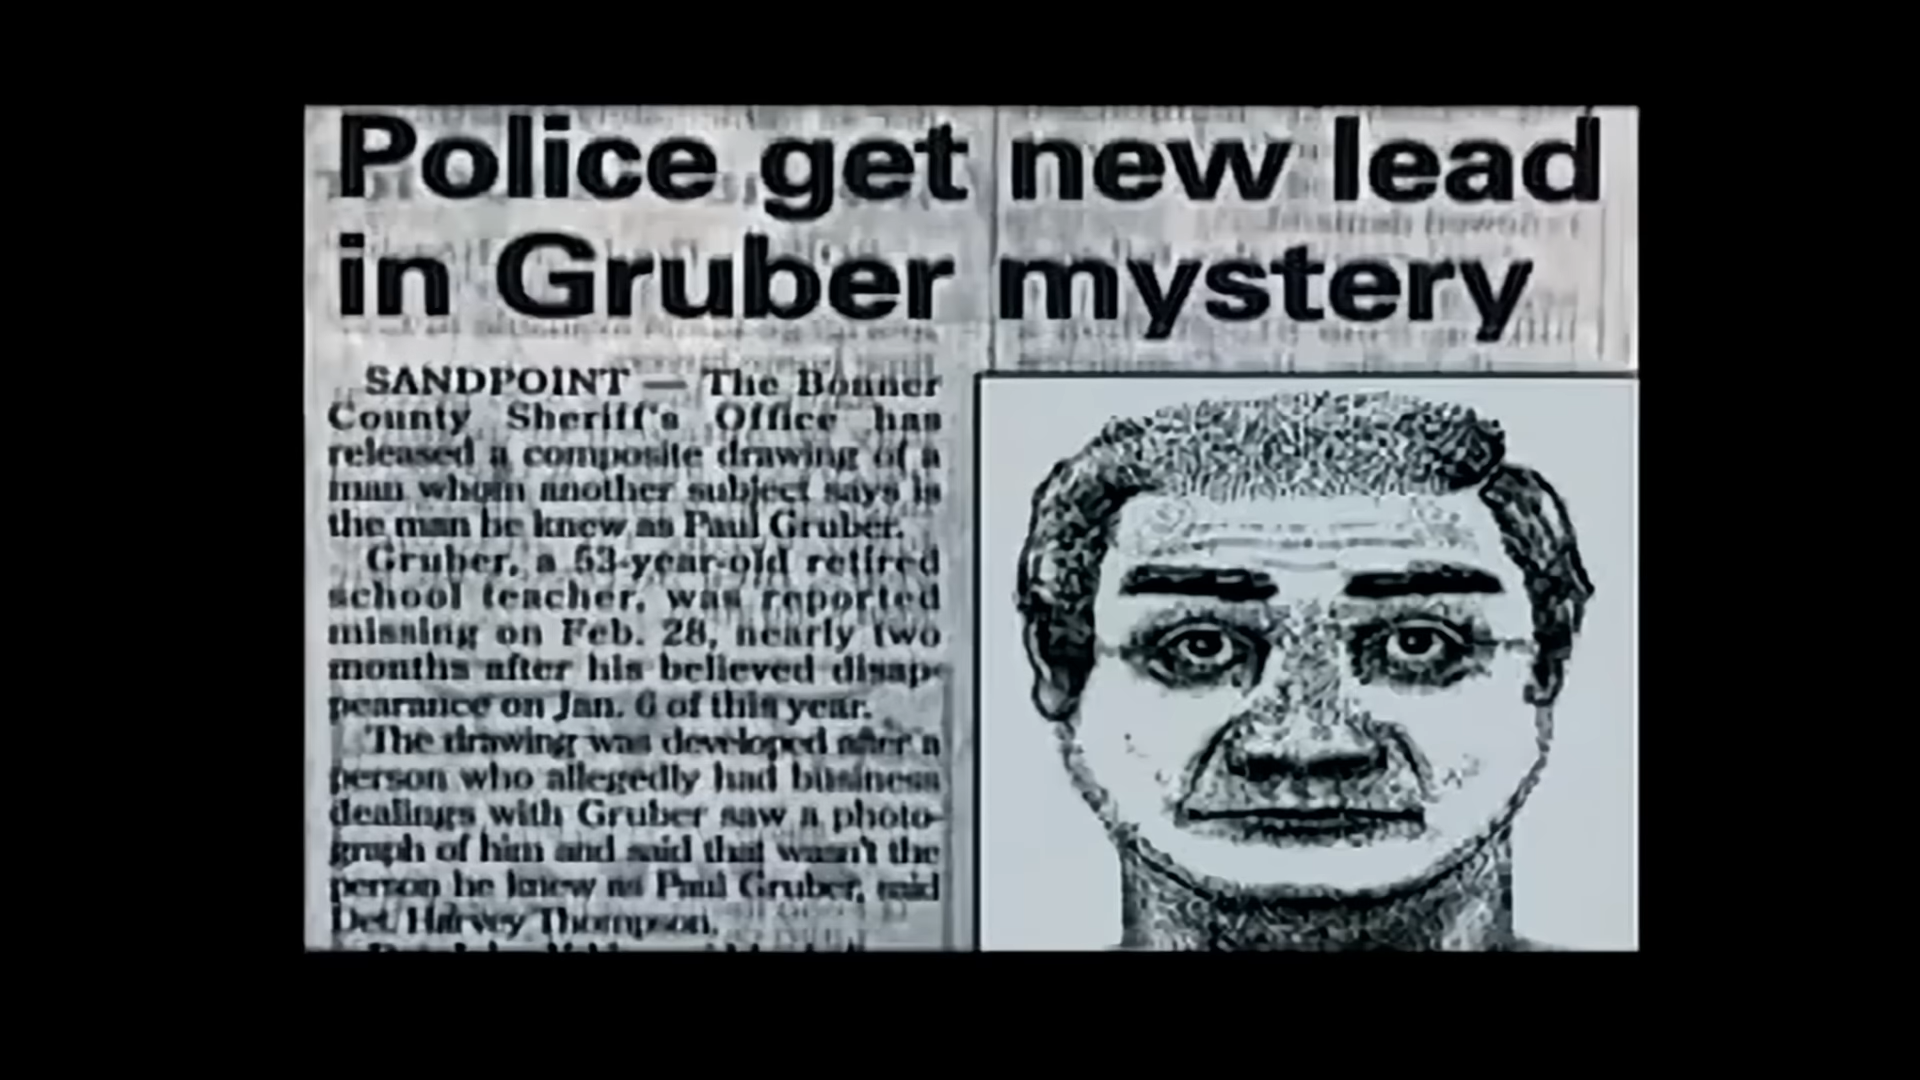 Police get new lead
in Gruber mystery
SANDPOINT — The Bonner
County Sheriff's Office has
released a composite drawing of a
man whom another subject says is
the man he knew as Paul Gruber.
Gruber, a 53-year-old retired
school teacher, was reported
missing on Feb. 28, nearly two
months after his believed disap-
pearance on Jan. 6 of this year.
The drawing was developed after a
person who allegedly had business
dealings with Gruber saw a photo-
graph of him and said that wasn't the
person he knew as Paul Gruber, said
Det. Harvey Thompson.